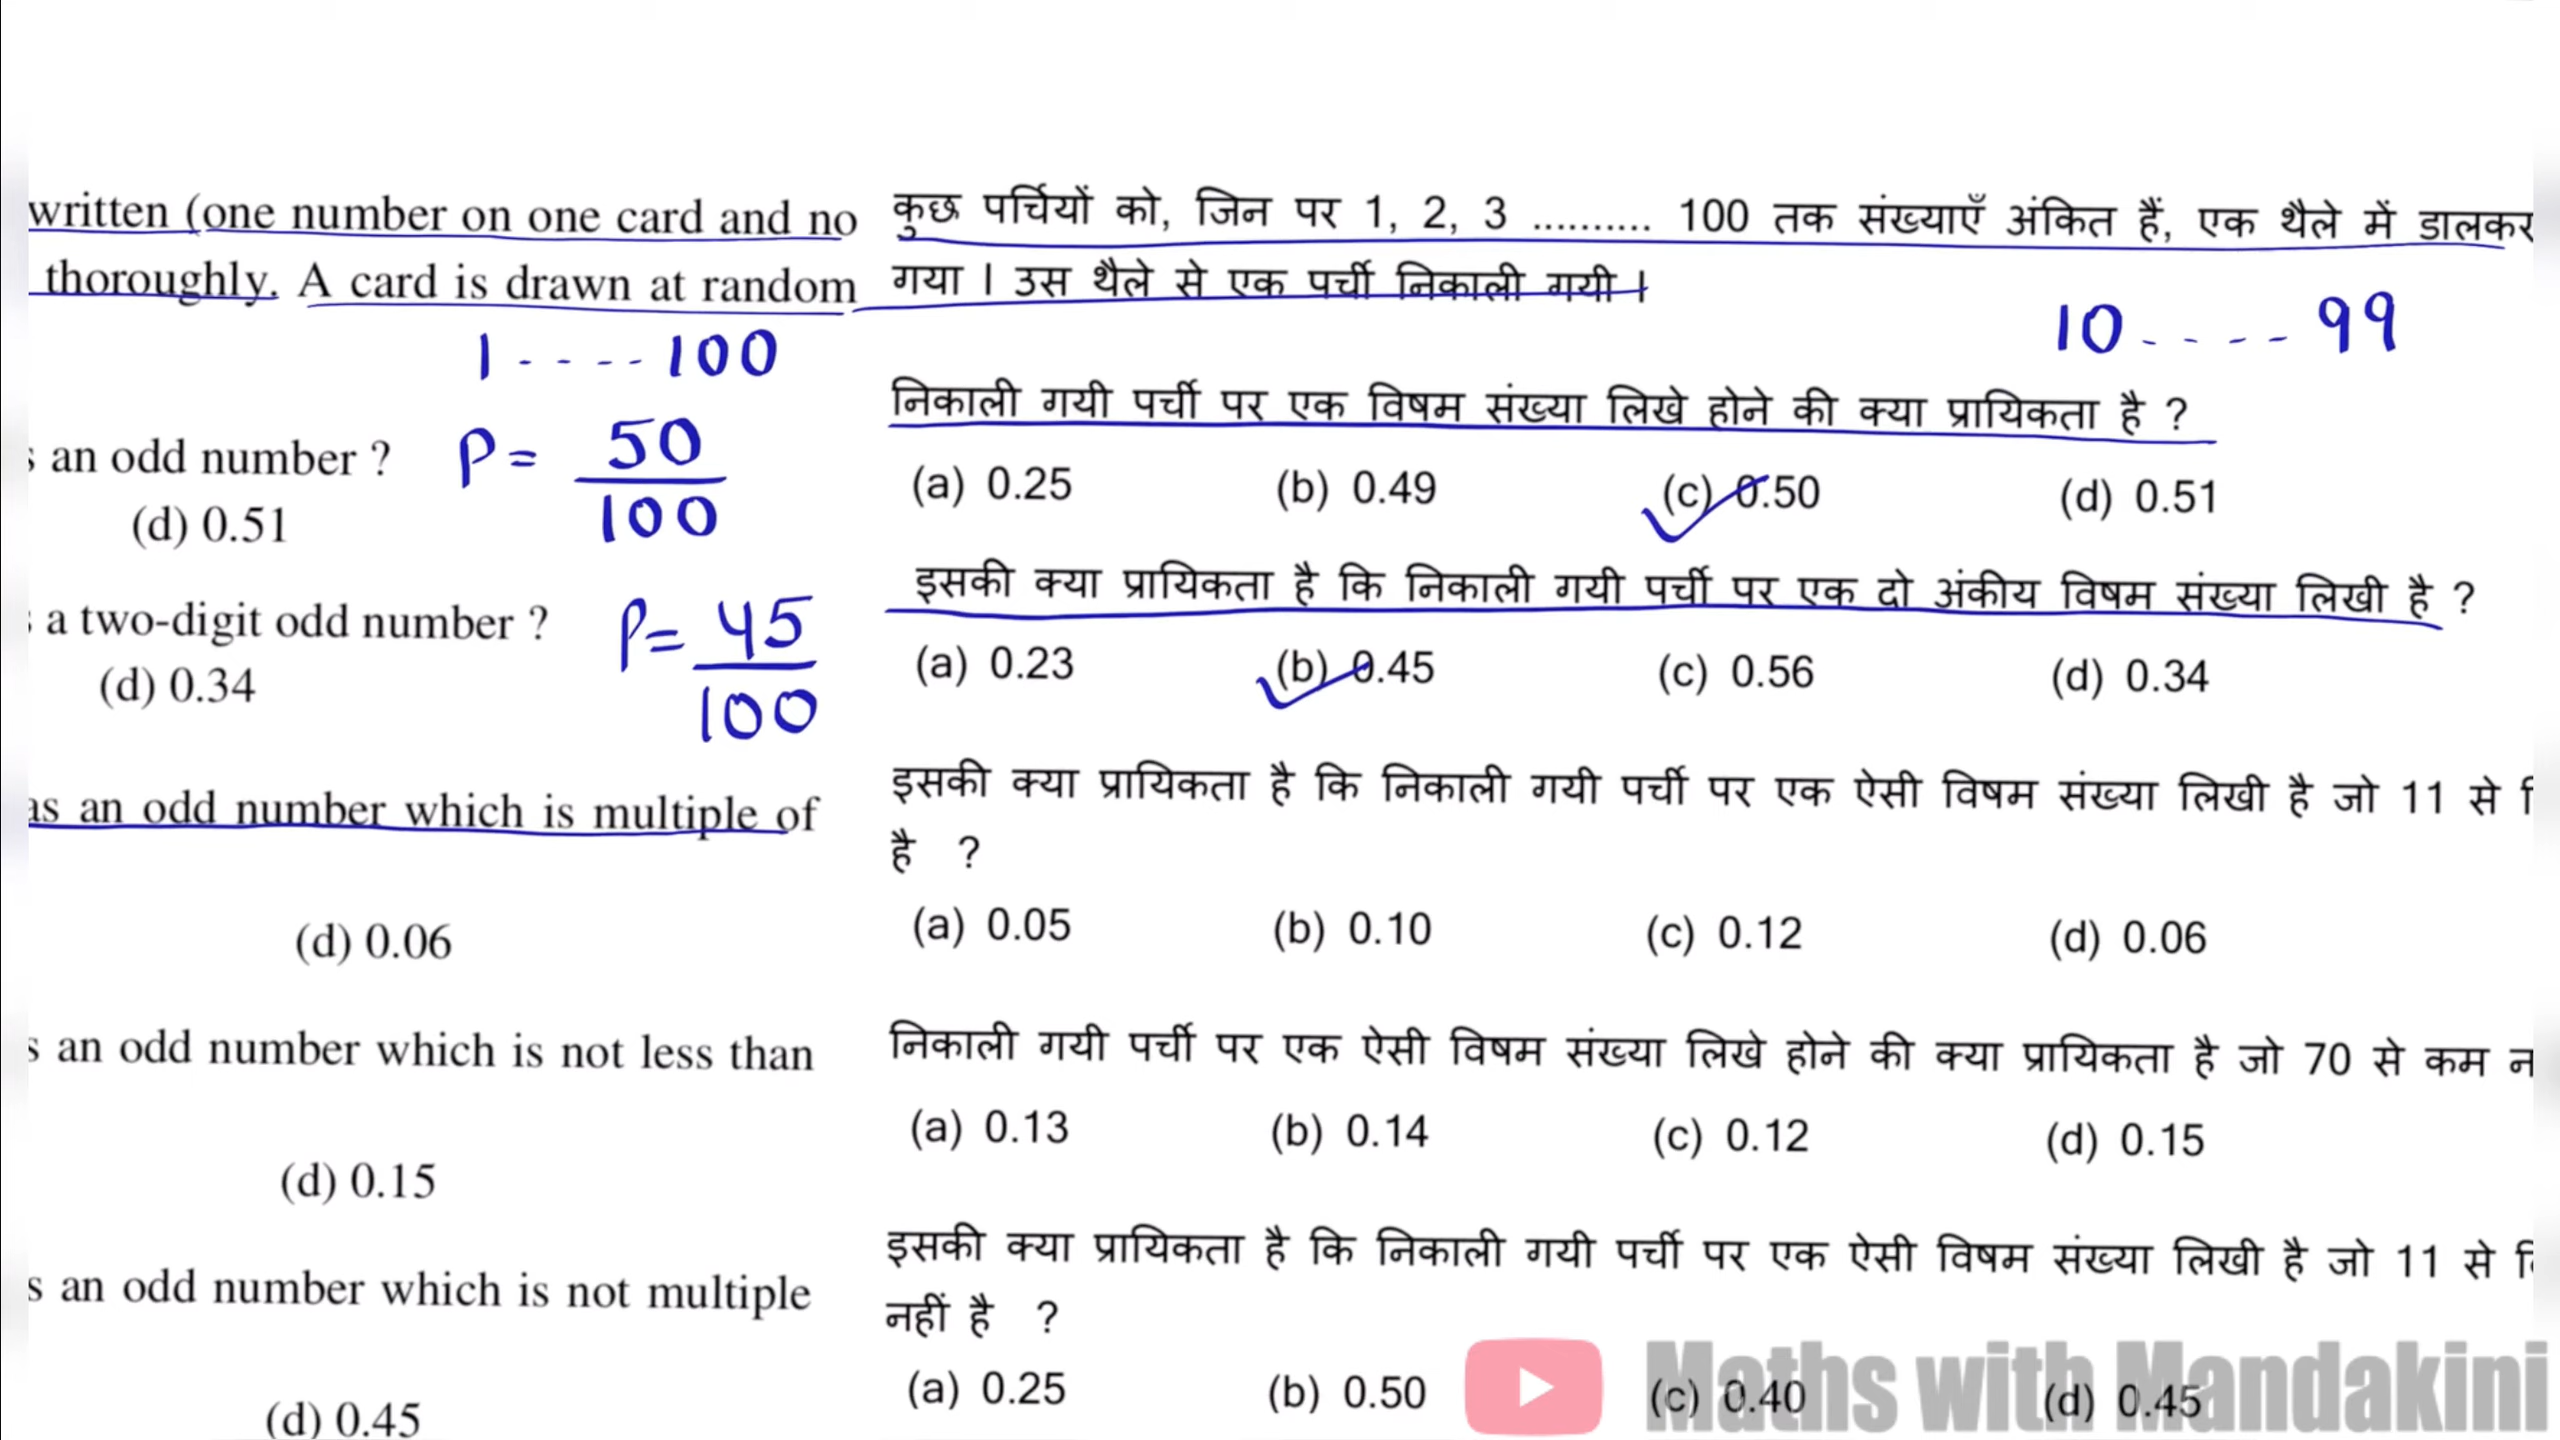 written (one number on one card and no
thoroughly. A card is drawn at random
1 - - - - 100
an odd number ?
P = 50/100
(d) 0.51
a two-digit odd number ?
P = 45/100
(d) 0.34
as an odd number which is multiple of
(d) 0.06
s an odd number which is not less than
(d) 0.15
s an odd number which is not multiple
(d) 0.45
कुछ पर्चियों को, जिन पर 1, 2, 3 .......... 100 तक संख्याएँ अंकित हैं, एक थैले में डालकर
गया । उस थैले से एक पर्ची निकाली गयी ।
10 - - - - 99
निकाली गयी पर्ची पर एक विषम संख्या लिखे होने की क्या प्रायिकता है ?
(a) 0.25 (b) 0.49 (c) 0.50 (d) 0.51
इसकी क्या प्रायिकता है कि निकाली गयी पर्ची पर एक दो अंकीय विषम संख्या लिखी है ?
(a) 0.23 (b) 0.45 (c) 0.56 (d) 0.34
इसकी क्या प्रायिकता है कि निकाली गयी पर्ची पर एक ऐसी विषम संख्या लिखी है जो 11 से
है ?
(a) 0.05 (b) 0.10 (c) 0.12 (d) 0.06
निकाली गयी पर्ची पर एक ऐसी विषम संख्या लिखे होने की क्या प्रायिकता है जो 70 से कम
(a) 0.13 (b) 0.14 (c) 0.12 (d) 0.15
इसकी क्या प्रायिकता है कि निकाली गयी पर्ची पर एक ऐसी विषम संख्या लिखी है जो 11 से
नहीं है ?
(a) 0.25 (b) 0.50 (c) 0.40 (d) 0.45
Maths with Mandakini